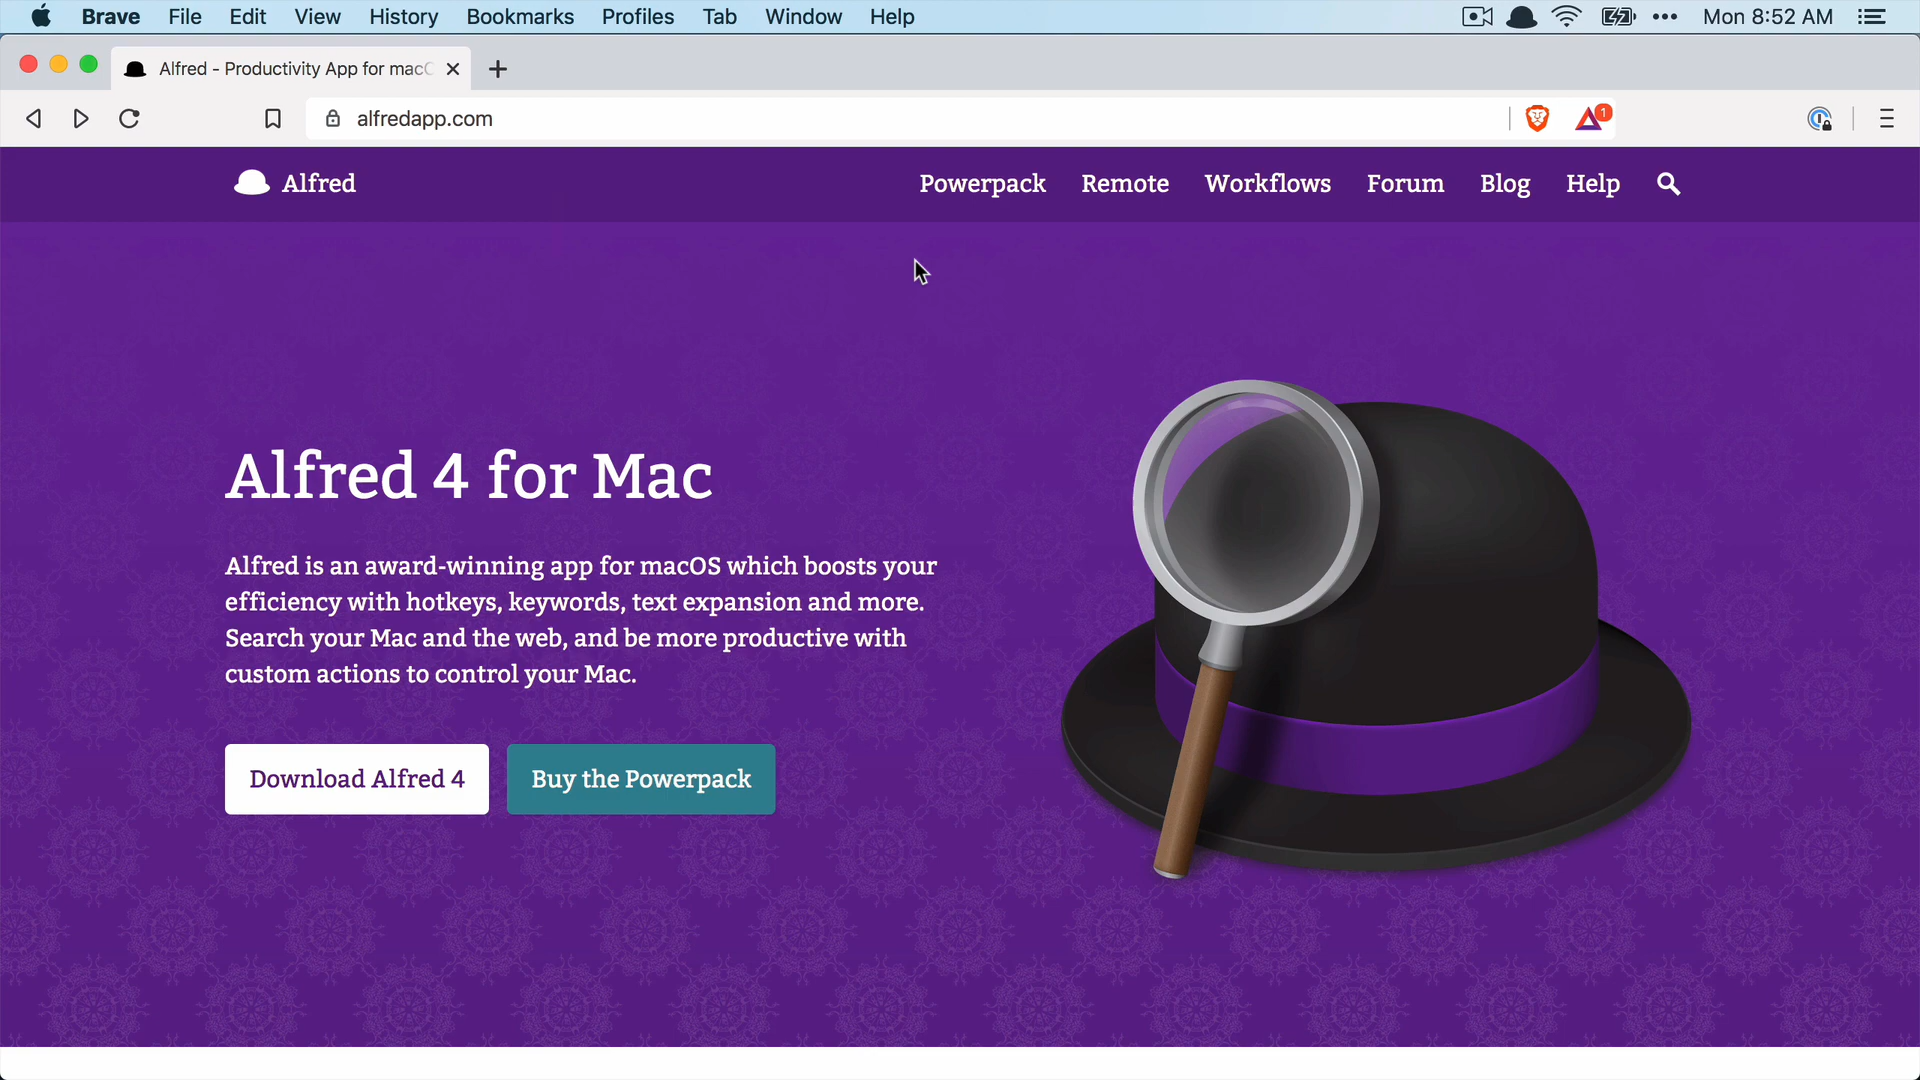 Brave File Edit View History Bookmarks Profiles Tab Window Help Mon 8:52 AM
Alfred - Productivity App for mac
alfredapp.com 1
Alfred Powerpack Remote Workflows Forum Blog Help
Alfred 4 for Mac
Alfred is an award-winning app for macOS which boosts your
efficiency with hotkeys, keywords, text expansion and more.
Search your Mac and the web, and be more productive with
custom actions to control your Mac.
Download Alfred 4 Buy the Powerpack